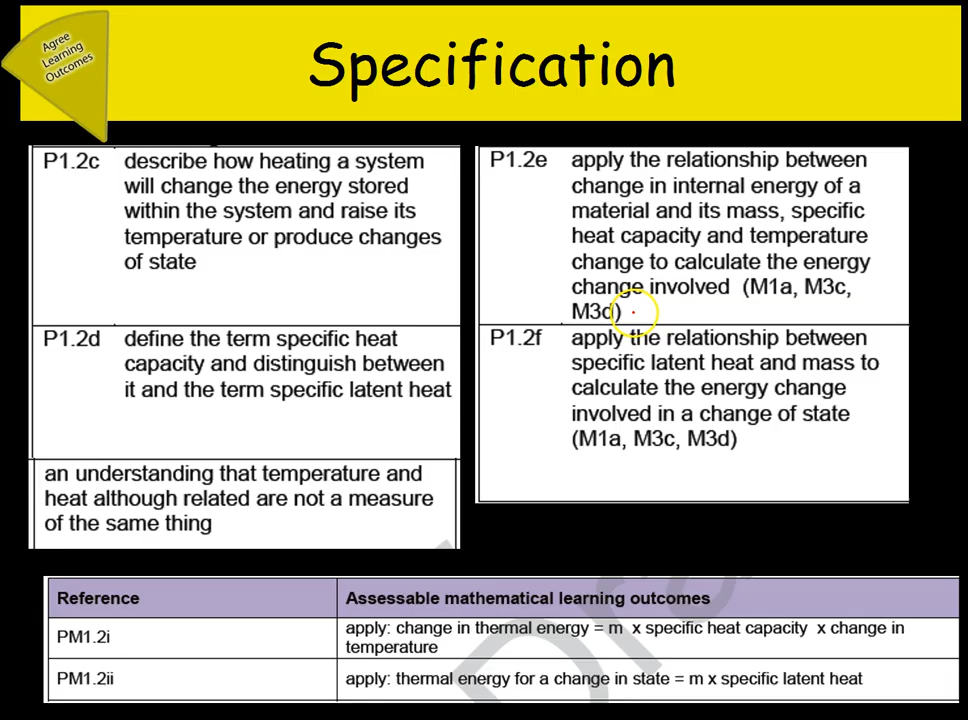 Agree
Learning
Outcomes
Specification
P1.2c describe how heating a system
will change the energy stored
within the system and raise its
temperature or produce changes
of state
P1.2d define the term specific heat
capacity and distinguish between
it and the term specific latent heat
an understanding that temperature and
heat although related are not a measure
of the same thing
P1.2e apply the relationship between
change in internal energy of a
material and its mass, specific
heat capacity and temperature
change to calculate the energy
change involved (M1a, M3c,
M3d)
P1.2f apply the relationship between
specific latent heat and mass to
calculate the energy change
involved in a change of state
(M1a, M3c, M3d)
Reference Assessable mathematical learning outcomes
PM1.2i apply: change in thermal energy = m x specific heat capacity x change in
temperature
PM1.2ii apply: thermal energy for a change in state = m x specific latent heat